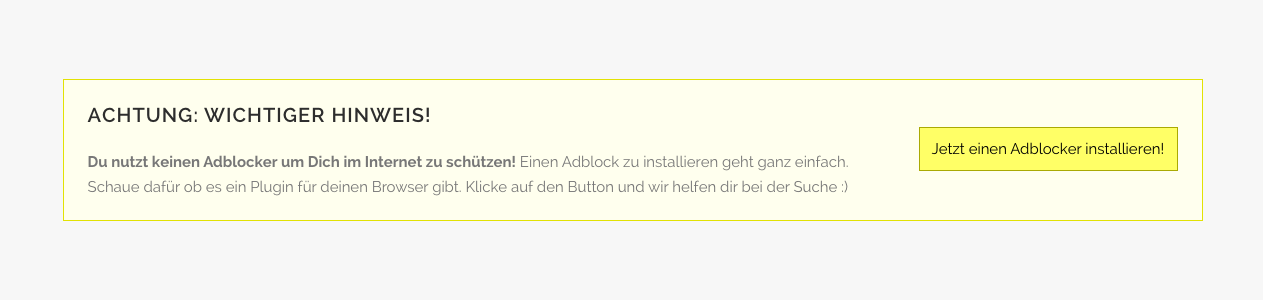 ACHTUNG: WICHTIGER HINWEIS!
Du nutzt keinen Adblocker um Dich im Internet zu schützen! Einen Adblock zu installieren geht ganz einfach.
Schaue dafür ob es ein Plugin für deinen Browser gibt. Klicke auf den Button und wir helfen dir bei der Suche :)
Jetzt einen Adblocker installieren!